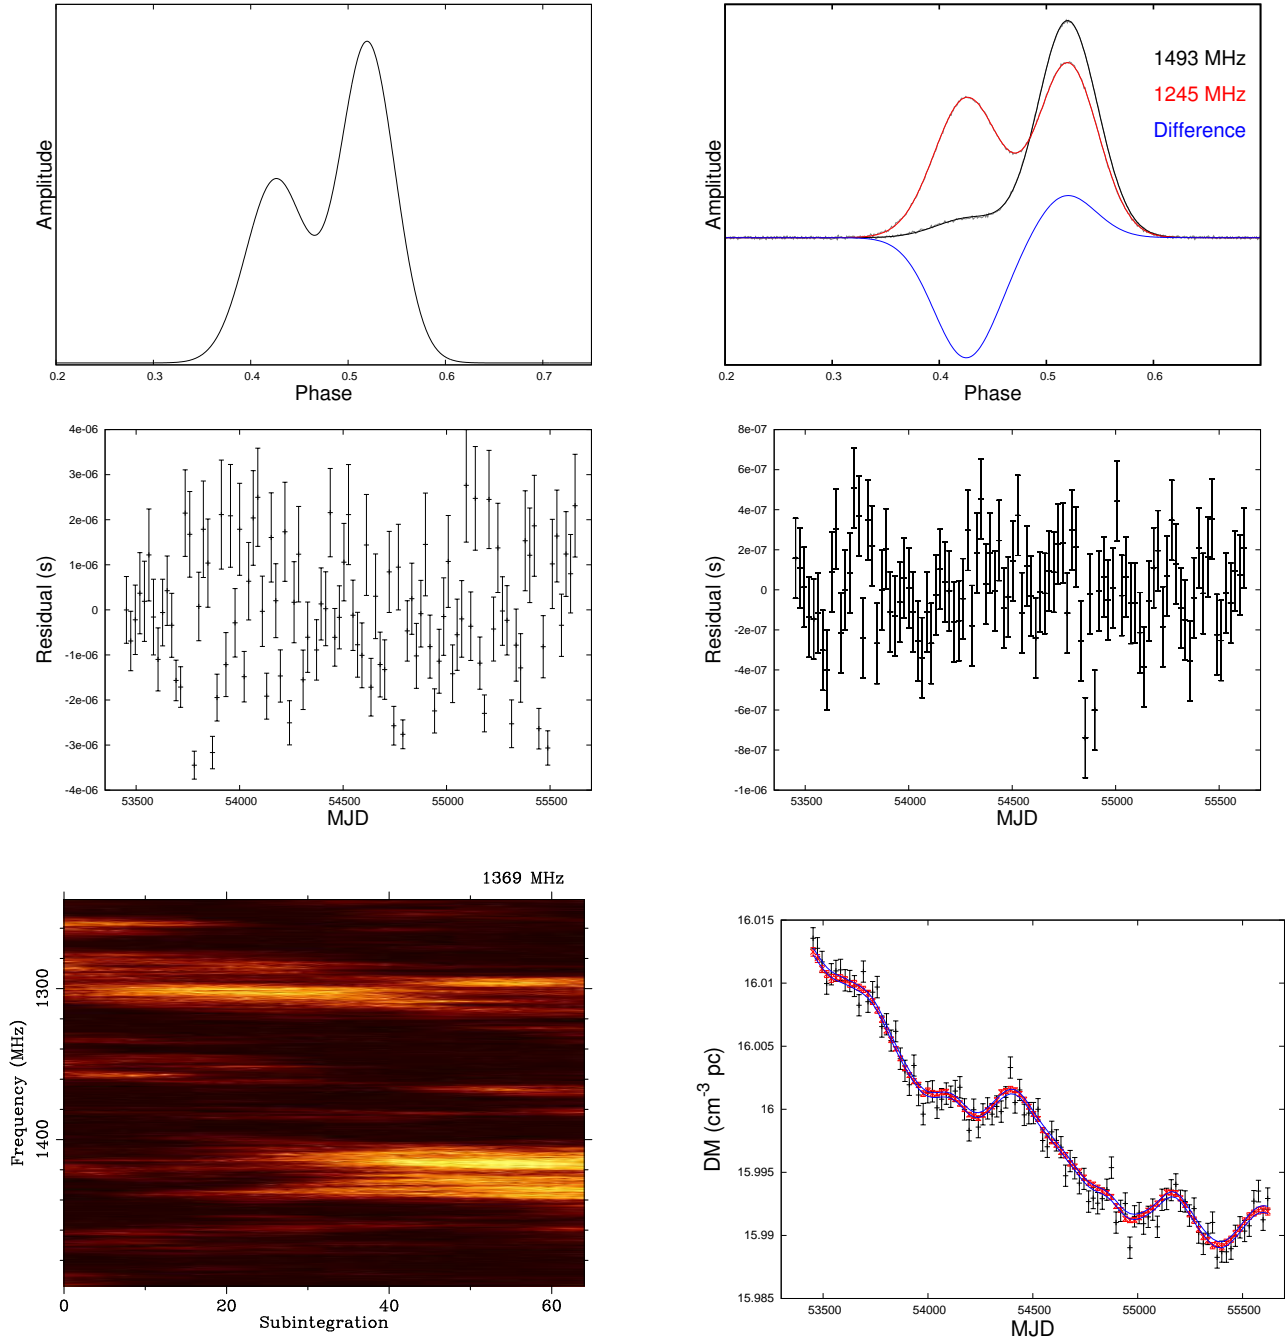 Amplitude
0.2 0.3 0.4 0.5 0.6 0.7
Phase
1493 MHz
1245 MHz
Difference
Amplitude
0.2 0.3 0.4 0.5 0.6
Phase
4e-06
3e-06
2e-06
1e-06
0
-1e-06
-2e-06
-3e-06
-4e-06
Residual (s)
53500 54000 54500 55000 55500
MJD
8e-07
6e-07
4e-07
2e-07
0
-2e-07
-4e-07
-6e-07
-8e-07
-1e-06
Residual (s)
53500 54000 54500 55000 55500
MJD
1369 MHz
1300
1400
Frequency (MHz)
0 20 40 60
Subintegration
16.015
16.01
16.005
16
15.995
15.99
15.985
DM (cm-3 pc)
53500 54000 54500 55000 55500
MJD